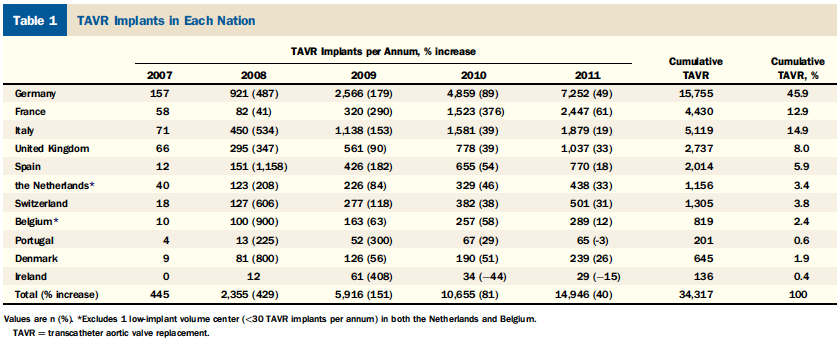 Table 1 TAVR Implants in Each Nation
TAVR Implants per Annum, % increase
2007 2008 2009 2010 2011 Cumulative TAVR Cumulative TAVR, %
Germany 157 921 (487) 2,566 (179) 4,859 (89) 7,252 (49) 15,755 45.9
France 58 82 (41) 320 (290) 1,523 (376) 2,447 (61) 4,430 12.9
Italy 71 450 (534) 1,138 (153) 1,581 (39) 1,879 (19) 5,119 14.9
United Kingdom 66 295 (347) 561 (90) 778 (39) 1,037 (33) 2,737 8.0
Spain 12 151 (1,158) 426 (182) 655 (54) 770 (18) 2,014 5.9
the Netherlands* 40 123 (208) 226 (84) 329 (46) 438 (33) 1,156 3.4
Switzerland 18 127 (606) 277 (118) 382 (38) 501 (31) 1,305 3.8
Belgium* 10 100 (900) 163 (63) 257 (58) 289 (12) 819 2.4
Portugal 4 13 (225) 52 (300) 67 (29) 65 (-3) 201 0.6
Denmark 9 81 (800) 126 (56) 190 (51) 239 (26) 645 1.9
Ireland 0 12 61 (408) 34 (−44) 29 (−15) 136 0.4
Total (% increase) 445 2,355 (429) 5,916 (151) 10,655 (81) 14,946 (40) 34,317 100
Values are n (%). *Excludes 1 low-implant volume center (<30 TAVR implants per annum) in both the Netherlands and Belgium.
TAVR = transcatheter aortic valve replacement.